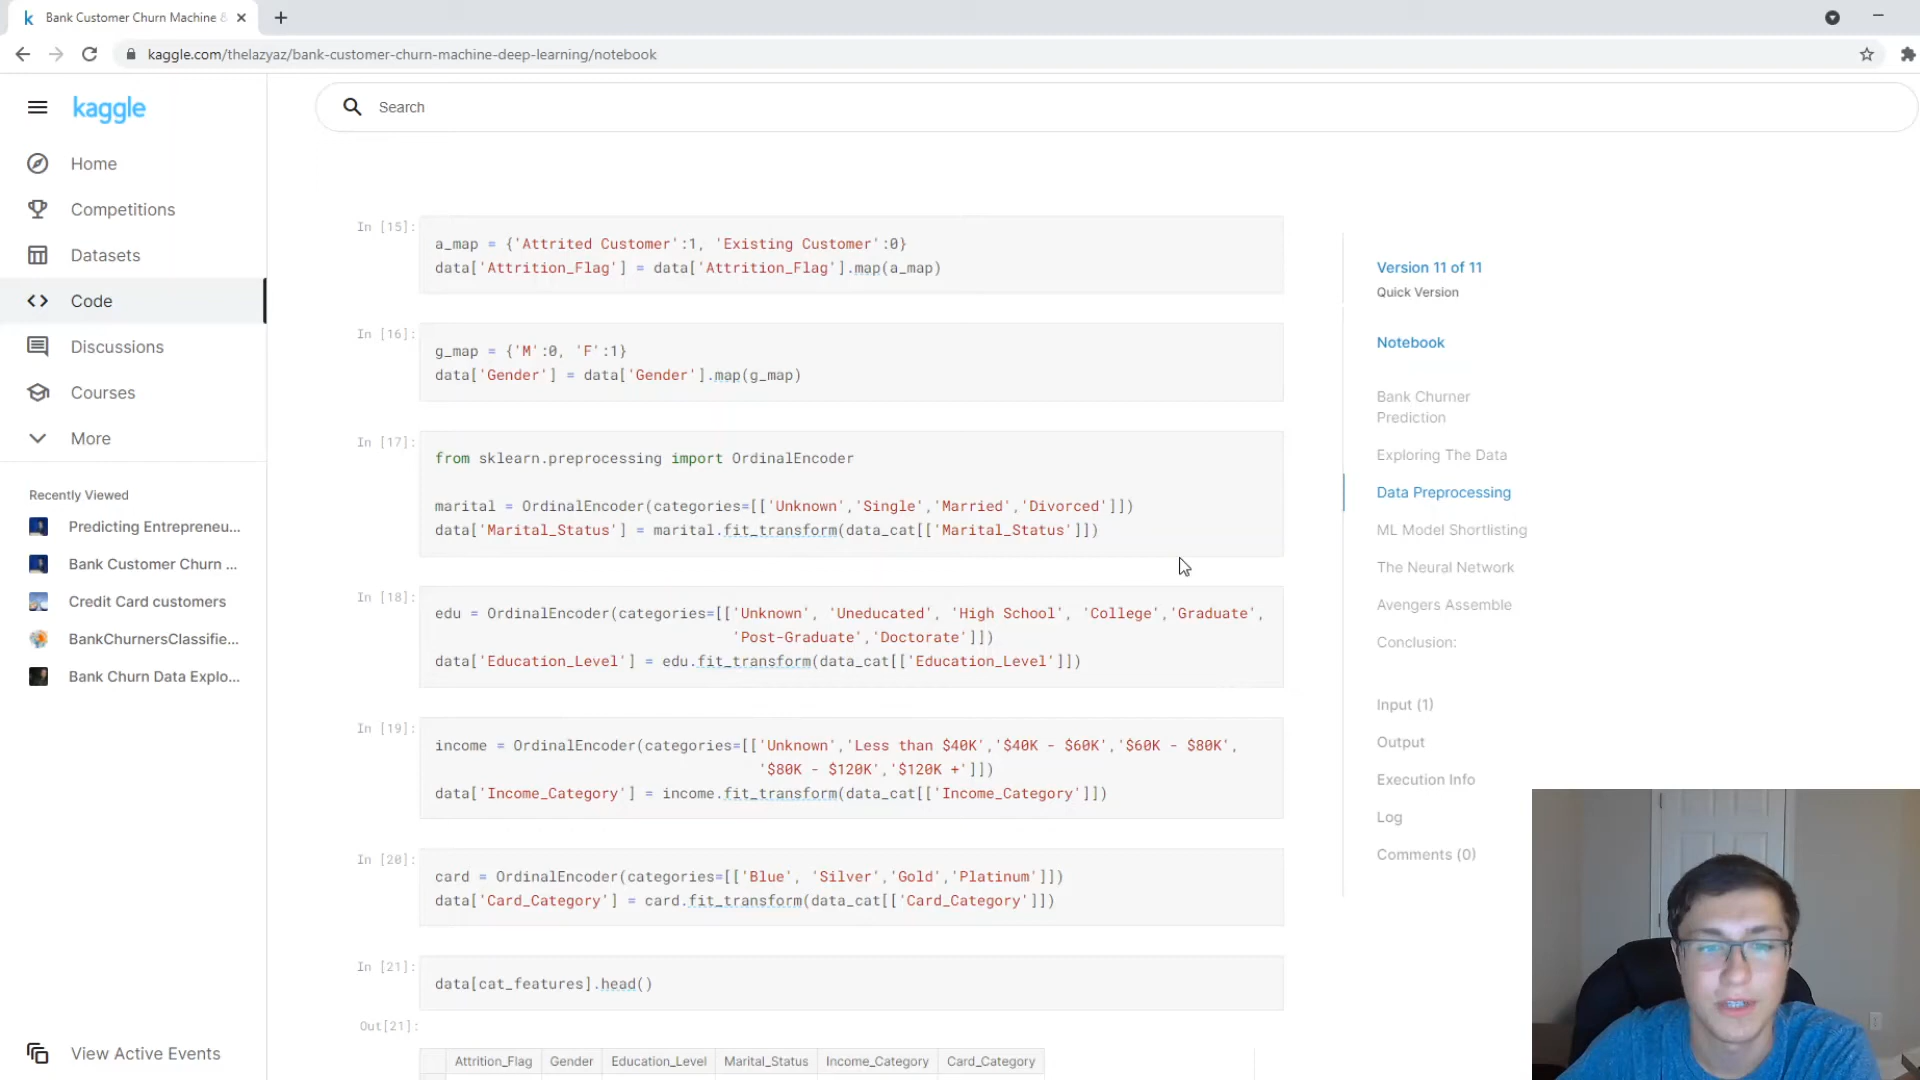 Bank Customer Churn Machine &
kaggle.com/thelazyaz/bank-customer-churn-machine-deep-learning/notebook
kaggle
Search
Home
Competitions
Datasets
Code
Discussions
Courses
More
Recently Viewed
Predicting Entrepreneu...
Bank Customer Churn ...
Credit Card customers
BankChurnersClassifie...
Bank Churn Data Explo...
View Active Events
In [15]:
a_map = {'Attrited Customer':1, 'Existing Customer':0}
data['Attrition_Flag'] = data['Attrition_Flag'].map(a_map)
In [16]:
g_map = {'M':0, 'F':1}
data['Gender'] = data['Gender'].map(g_map)
In [17]:
from sklearn.preprocessing import OrdinalEncoder
marital = OrdinalEncoder(categories=[['Unknown','Single','Married','Divorced']])
data['Marital_Status'] = marital.fit_transform(data_cat[['Marital_Status']])
In [18]:
edu = OrdinalEncoder(categories=[['Unknown', 'Uneducated', 'High School', 'College','Graduate',
'Post-Graduate','Doctorate']])
data['Education_Level'] = edu.fit_transform(data_cat[['Education_Level']])
In [19]:
income = OrdinalEncoder(categories=[['Unknown','Less than $40K','$40K - $60K','$60K - $80K',
'$80K - $120K','$120K +']])
data['Income_Category'] = income.fit_transform(data_cat[['Income_Category']])
In [20]:
card = OrdinalEncoder(categories=[['Blue', 'Silver','Gold','Platinum']])
data['Card_Category'] = card.fit_transform(data_cat[['Card_Category']])
In [21]:
data[cat_features].head()
Out[21]:
Attrition_Flag Gender Education_Level Marital_Status Income_Category Card_Category
Version 11 of 11
Quick Version
Notebook
Bank Churner
Prediction
Exploring The Data
Data Preprocessing
ML Model Shortlisting
The Neural Network
Avengers Assemble
Conclusion:
Input (1)
Output
Execution Info
Log
Comments (0)